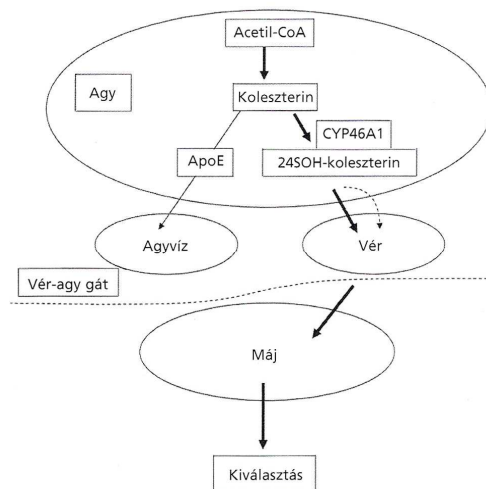 Acetil-CoA
Agy
Koleszterin
CYP46A1
ApoE
24SOH-koleszterin
Agyvíz
Vér
Vér-agy gát
Máj
Kiválasztás